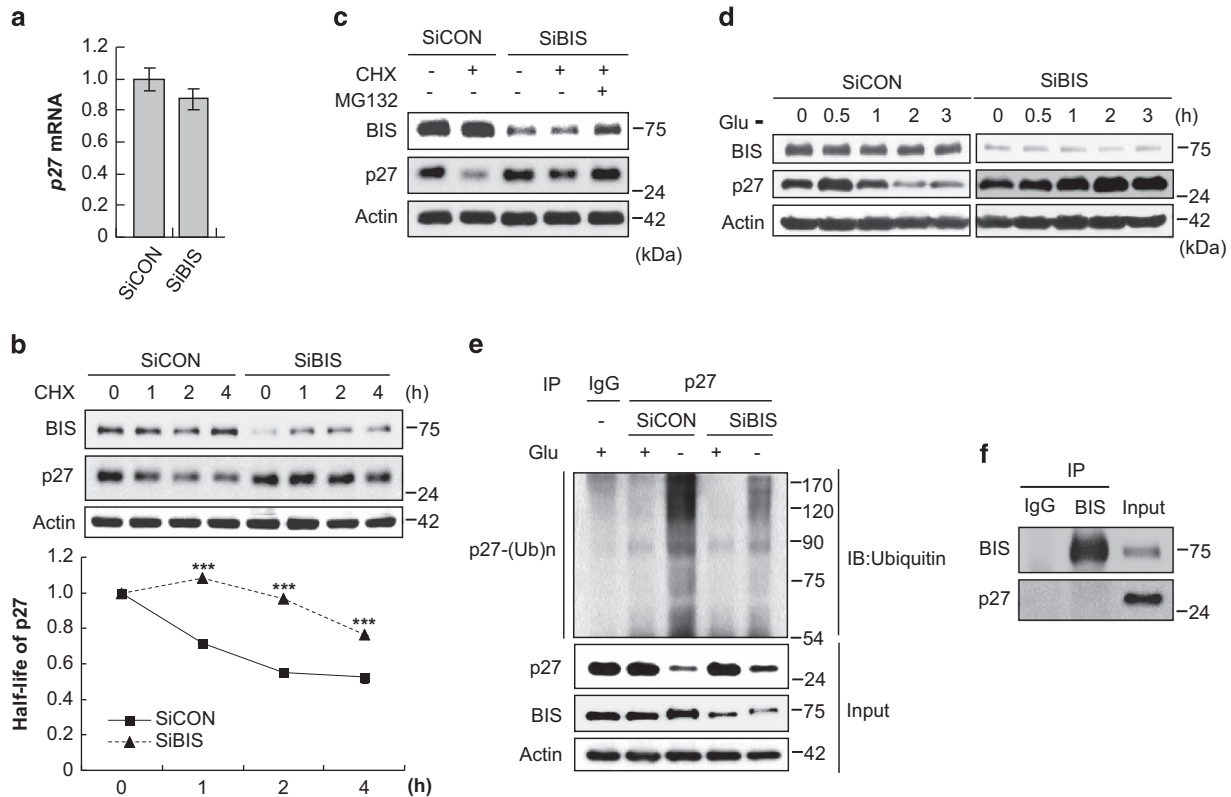 a
1.2
1.0
0.8
0.6
0.4
0.2
0
p27 mRNA
SiCON
SiBIS
b
SiCON SiBIS
CHX 0 1 2 4 0 1 2 4 (h)
BIS –75
p27
–24
Actin –42
1.2
1.0
0.8
0.6
0.4
0.2
0
Half-life of p27
*** *** ***
SiCON
SiBIS
0 1 2 4 (h)
c
SiCON SiBIS
CHX - + - + +
MG132 - - - - +
BIS –75
p27
–24
Actin –42
(kDa)
d
SiCON SiBIS
Glu - 0 0.5 1 2 3 0 0.5 1 2 3 (h)
BIS –75
p27
–24
Actin –42
(kDa)
e
IP IgG p27
- SiCON SiBIS
Glu + + - + -
p27-(Ub)n
–170
–120
–90
–75
–54
IB:Ubiquitin
p27
–24
BIS –75
Actin –42
Input
f
IP
IgG BIS Input
BIS –75
p27
–24